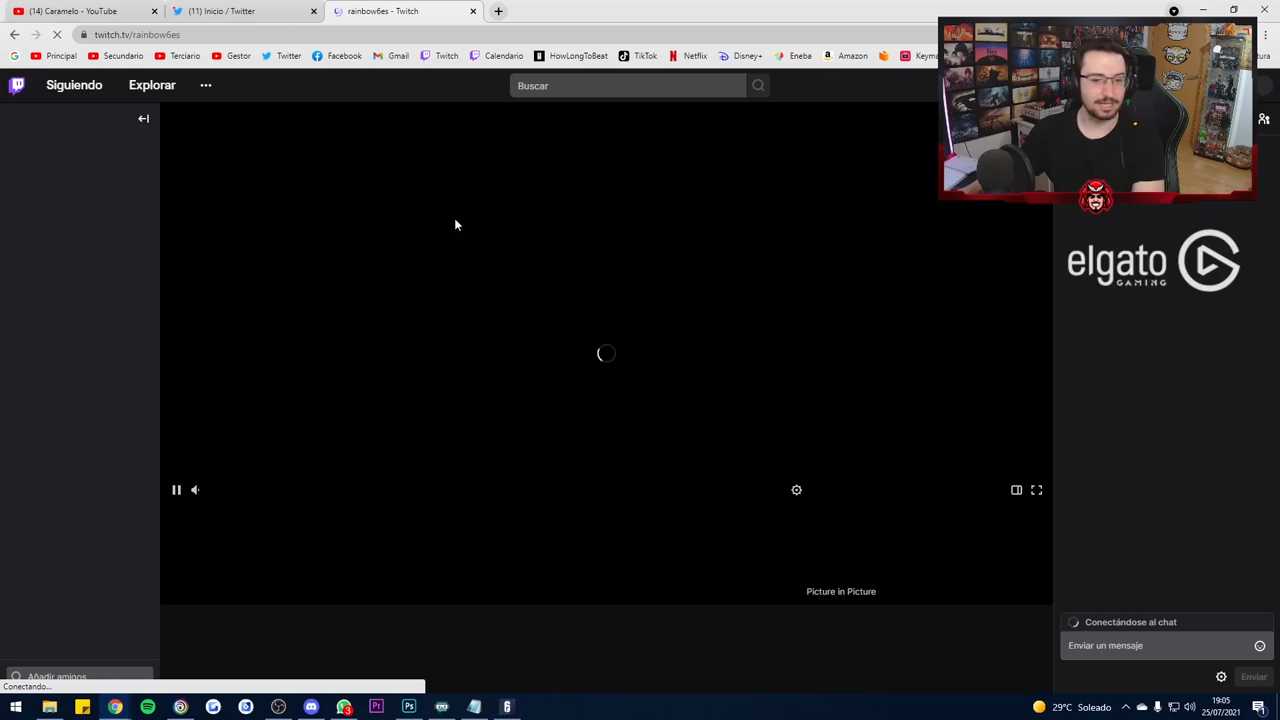 (14) Caramelo - YouTube
(11) Inicio / Twitter
rainbow6es - Twitch
twitch.tv/rainbow6es
Principal
Secundario
Terciario
Gestor
Twitter
Facebook
Gmail
Twitch
Calendario
HowLongToBeat
TikTok
Netflix
Disney+
Eneba
Amazon
Siguiendo
Explorar
Buscar
elgato
GAMING
Picture in Picture
Conectándose al chat
Enviar un mensaje
Añadir amigos
Enviar
Conectando...
3
29°C Soleado
19:05
25/07/2021
1